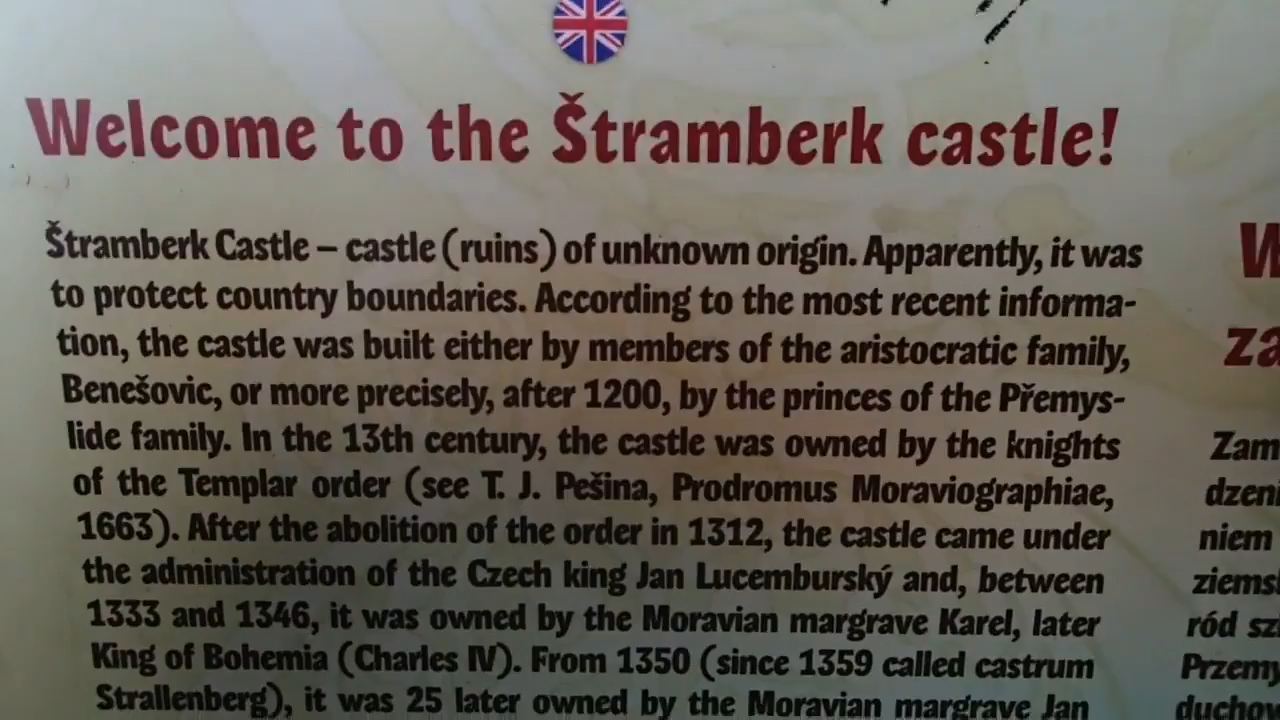 Welcome to the Štramberk castle!
Štramberk Castle – castle (ruins) of unknown origin. Apparently, it was
to protect country boundaries. According to the most recent informa-
tion, the castle was built either by members of the aristocratic family,
Benešovic, or more precisely, after 1200, by the princes of the Přemys-
lide family. In the 13th century, the castle was owned by the knights
of the Templar order (see T. J. Pešina, Prodromus Moraviographiae,
1663). After the abolition of the order in 1312, the castle came under
the administration of the Czech king Jan Lucemburský and, between
1333 and 1346, it was owned by the Moravian margrave Karel, later
King of Bohemia (Charles IV). From 1350 (since 1359 called castrum
Strallenberg), it was 25 later owned by the Moravian margrave Jan
za
Zam
dzeni
niem
ziems
ród sz
Przemy
duchow